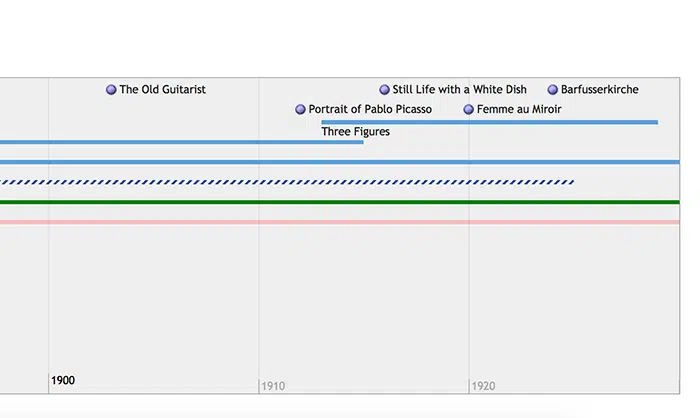 The Old Guitarist
Still Life with a White Dish
Barfusserkirche
Portrait of Pablo Picasso
Femme au Miroir
Three Figures
1900
1910
1920